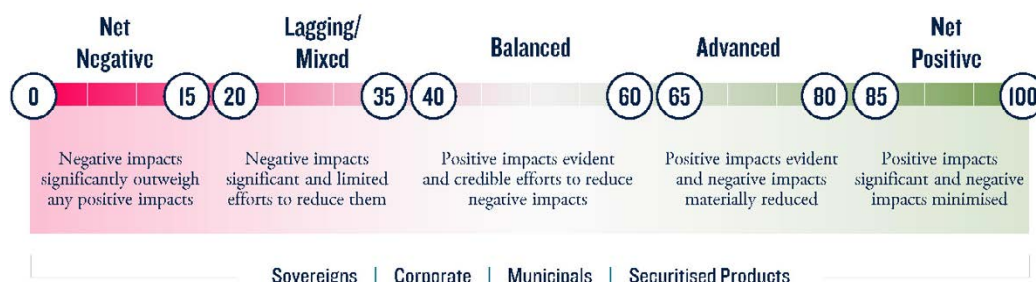 Net Negative
Lagging/ Mixed
Balanced
Advanced
Net Positive
0 15 20 35 40 60 65 80 85 100
Negative impacts
significantly outweigh
any positive impacts
Negative impacts
significant and limited
efforts to reduce them
Positive impacts evident
and credible efforts to reduce
negative impacts
Positive impacts evident
and negative impacts
materially reduced
Positive impacts
significant and negative
impacts minimised
Sovereigns | Corporate | Municipals | Securitised Products